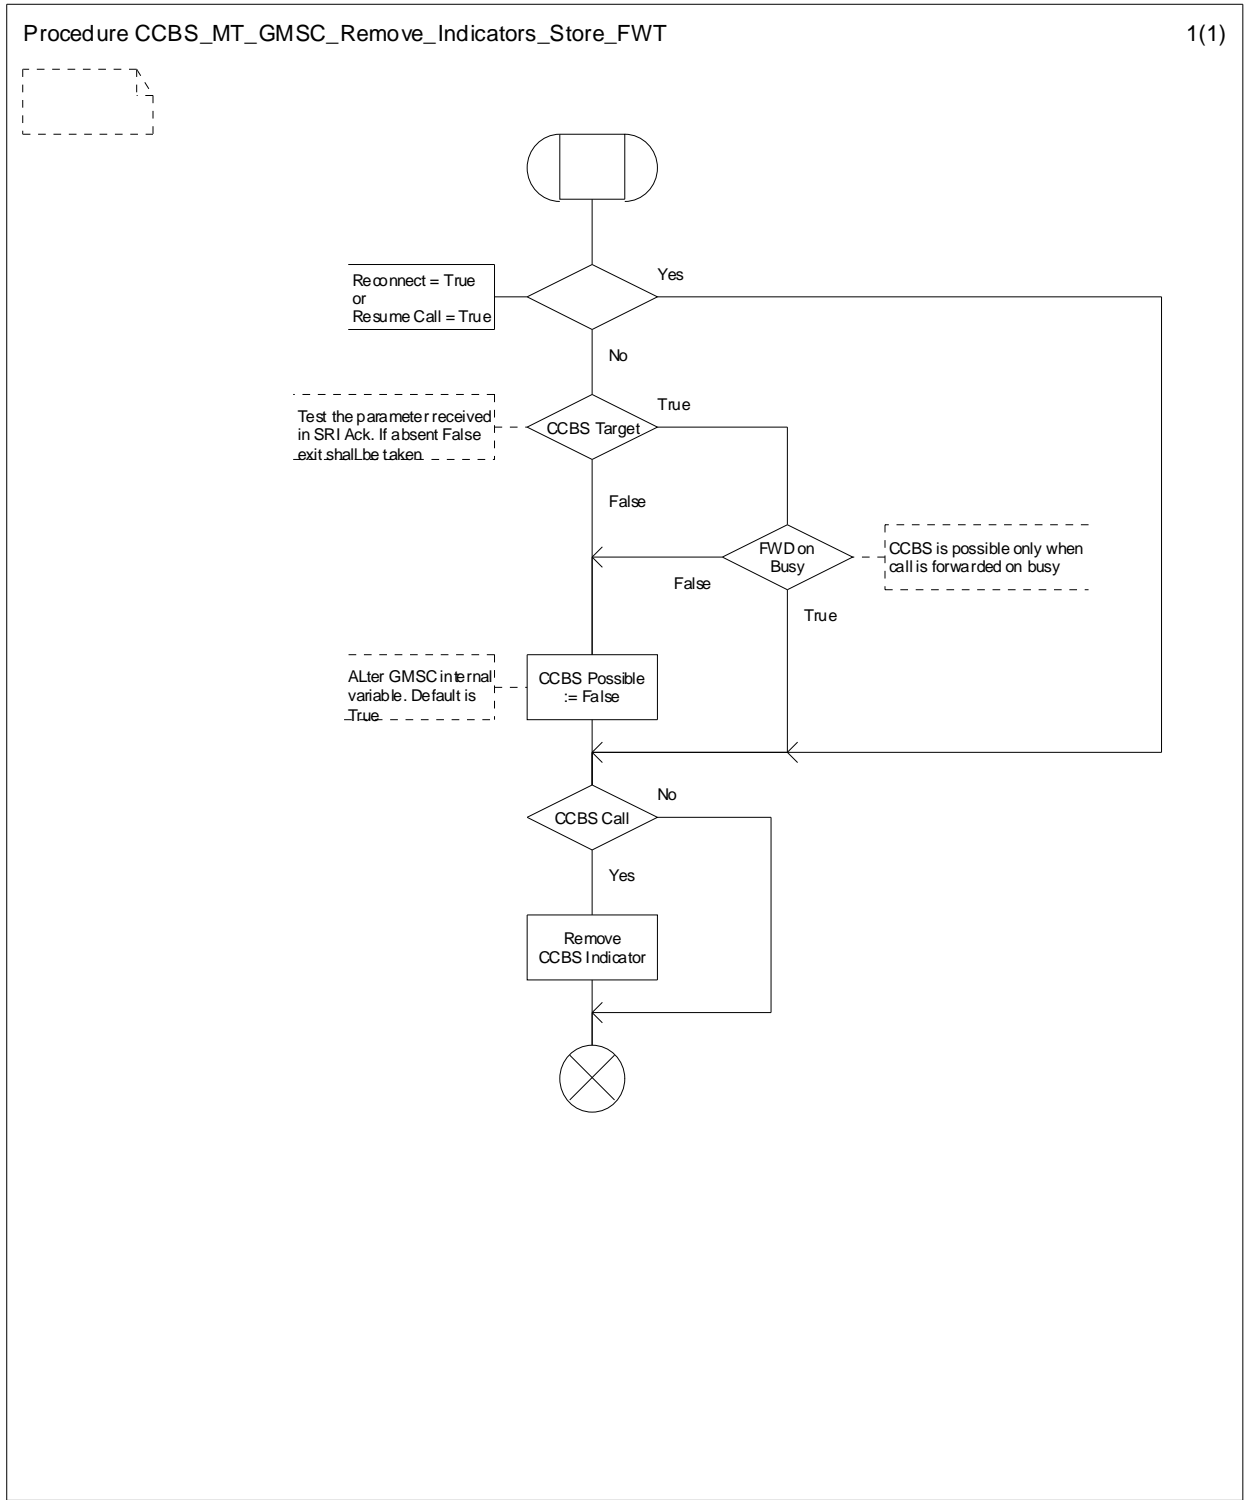 Procedure CCBS_MT_GMSC_Remove_Indicators_Store_FWT
1(1)
Reconnect = True
or
Resume Call = True
Yes
No
Test the parameter received
in SRI Ack. If absent False
exit shall be taken
CCBS Target
True
False
FWD on
Busy
CCBS is possible only when
call is forwarded on busy
False
True
ALter GMSC internal
variable. Default is
True
CCBS Possible
:= False
CCBS Call
No
Yes
Remove
CCBS Indicator